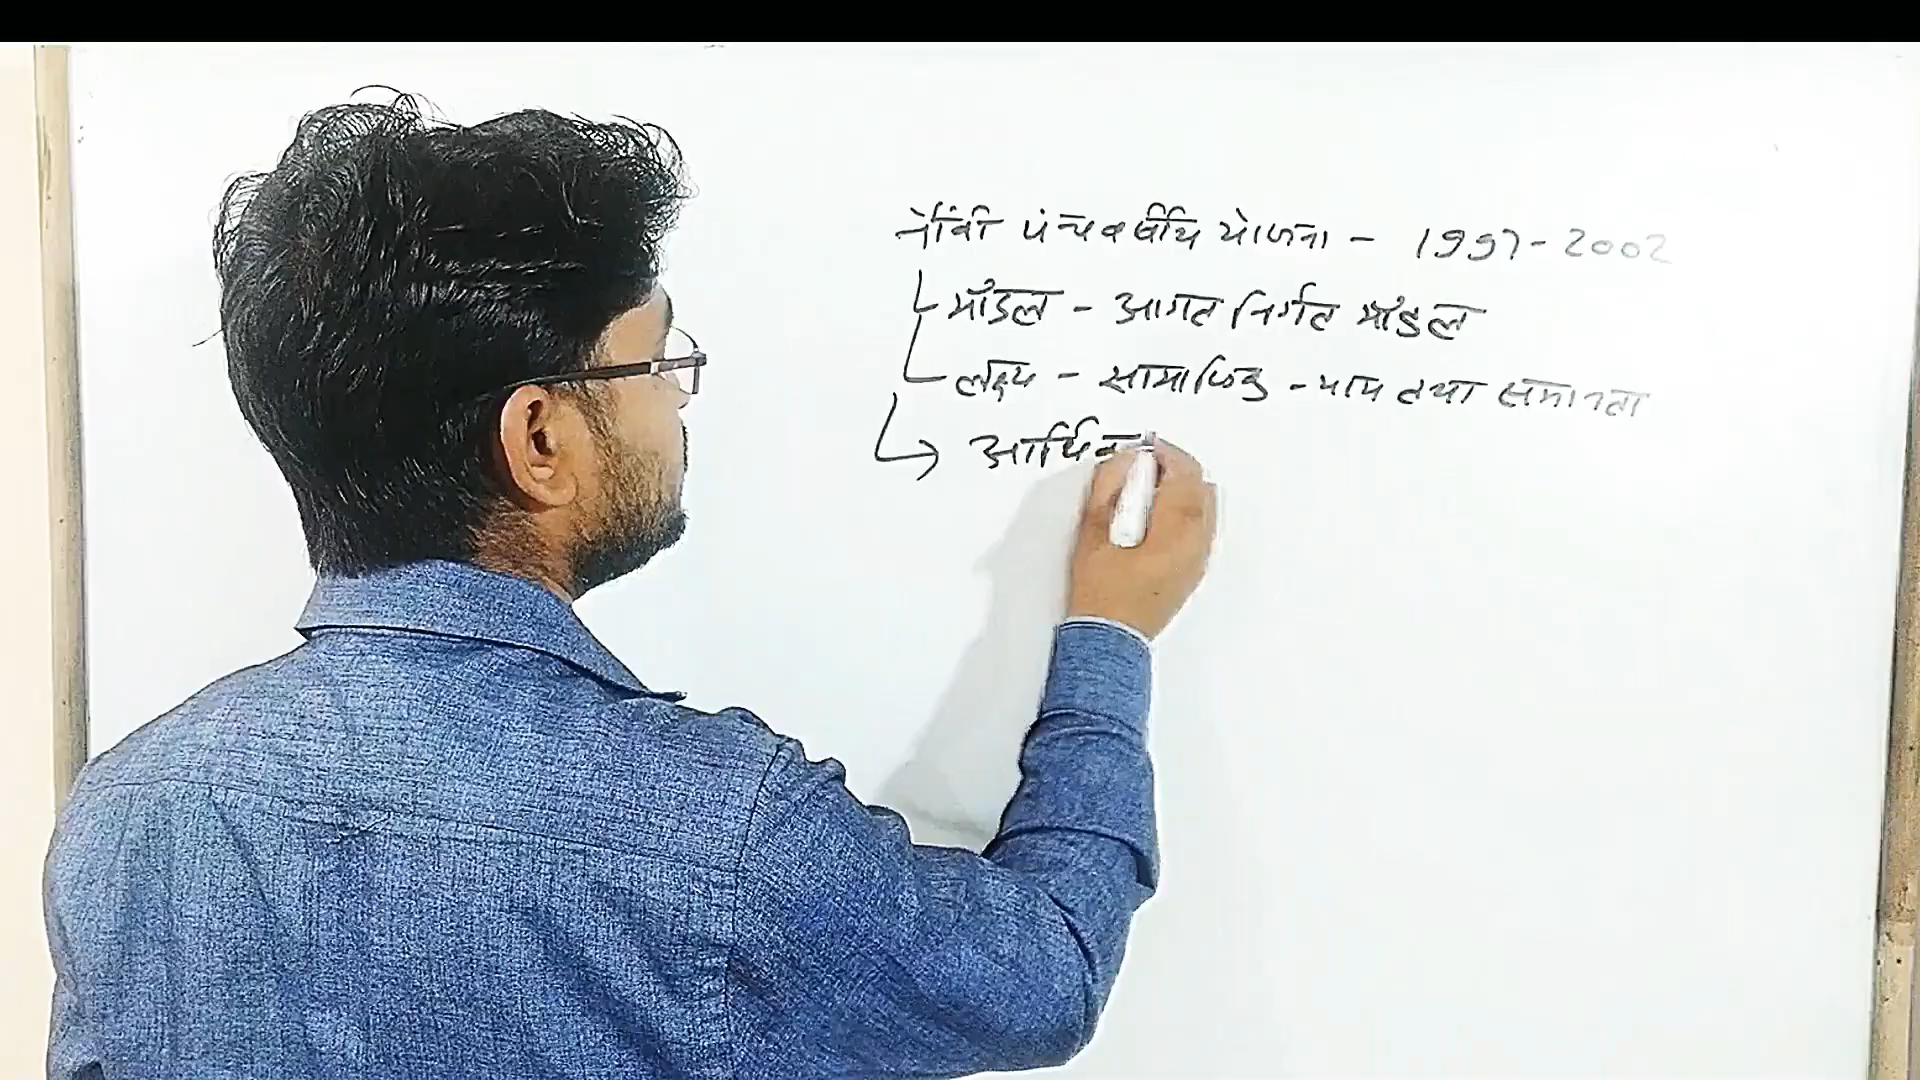 नौंवी पंचवर्षीय योजना - 1997-2002
मॉडल - आगत निर्गत मॉडल
लक्ष्य - सामाजिक न्याय तथा समानता
आर्थिक